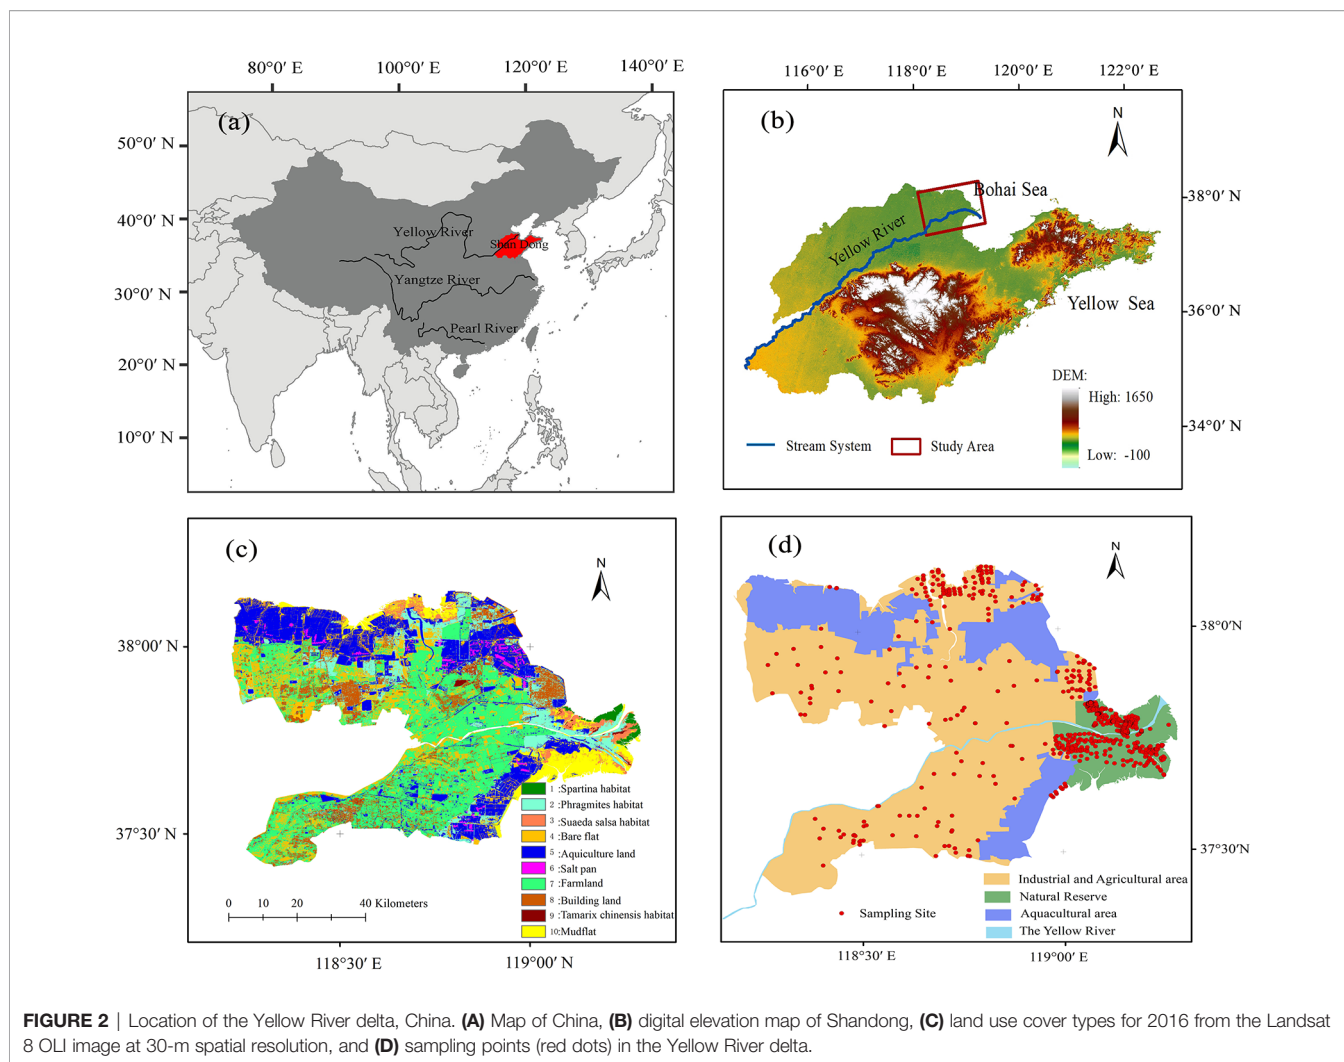 80°0′ E 100°0′ E 120°0′ E 140°0′ E
(a)
50°0′ N
40°0′ N
30°0′ N
20°0′ N
10°0′ N
Yellow River
Shan Dong
Yangtze River
Pearl River
116°0′ E 118°0′ E 120°0′ E 122°0′ E
(b)
N
Bohai Sea
38°0′ N
Yellow River
Yellow Sea
36°0′ N
DEM:
High: 1650
34°0′ N
Stream System
Study Area
Low: -100
(c)
N
38°00′ N
37°30′ N
1 :Spartina habitat
2 :Phragmites habitat
3 :Suaeda salsa habitat
4 :Bare flat
5 :Aquiculture land
6 :Salt pan
7 :Farmland
8 :Building land
9 :Tamarix chinensis habitat
10:Mudflat
0 10 20 40 Kilometers
118°30′ E 119°00′ N
(d)
N
38°0′N
37°30′N
Industrial and Agricultural area
Natural Reserve
Sampling Site
Aquacultural area
The Yellow River
118°30′ E 119°0′ E
FIGURE 2 | Location of the Yellow River delta, China. (A) Map of China, (B) digital elevation map of Shandong, (C) land use cover types for 2016 from the Landsat
8 OLI image at 30-m spatial resolution, and (D) sampling points (red dots) in the Yellow River delta.